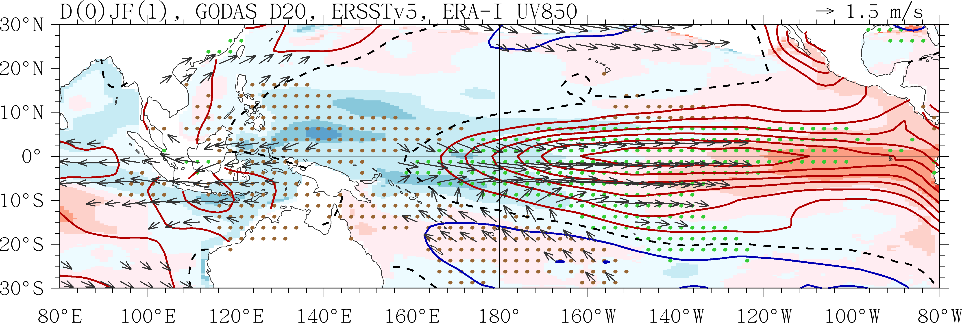 D(0)JF(1), GODAS D20, ERSSTv5, ERA-I UV850
1.5 m/s
30°N
20°N
10°N
0°
10°S
20°S
30°S
80°E 100°E 120°E 140°E 160°E 180° 160°W 140°W 120°W 100°W 80°W